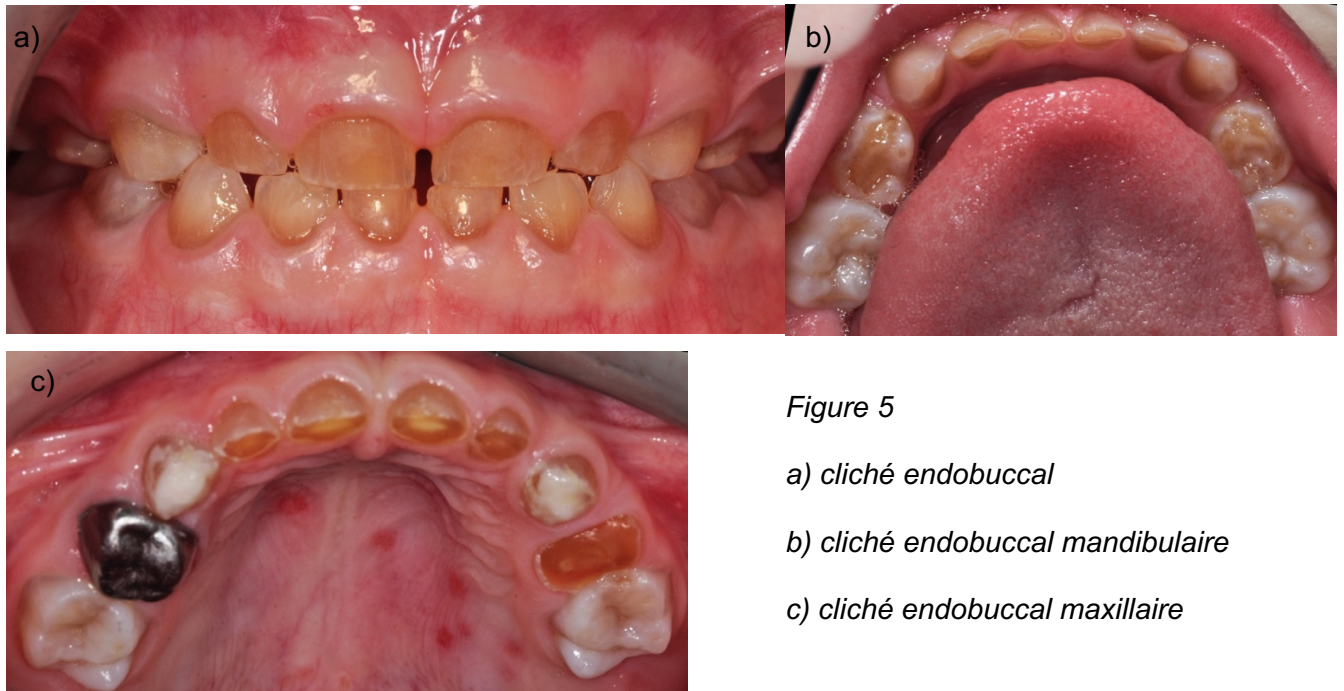 a)
b)
c)
Figure 5
a) cliché endobuccal
b) cliché endobuccal mandibulaire
c) cliché endobuccal maxillaire